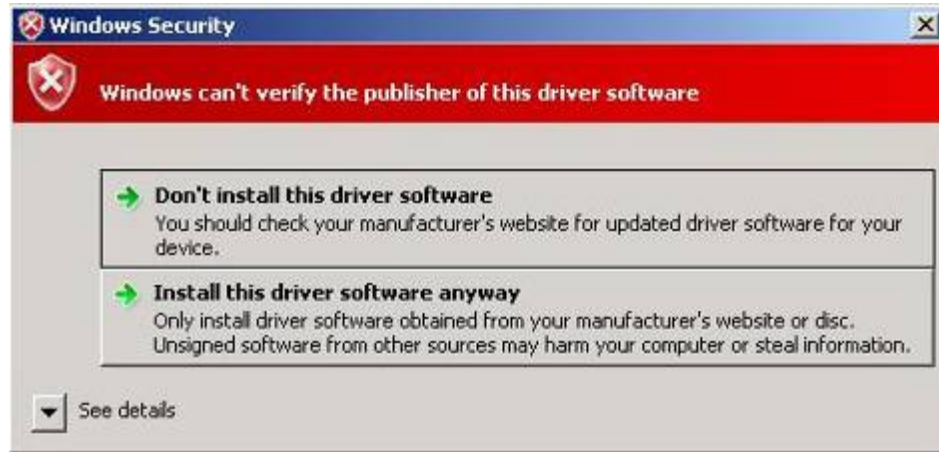 Windows Security
Windows can't verify the publisher of this driver software
Don't install this driver software
You should check your manufacturer's website for updated driver software for your
device.
Install this driver software anyway
Only install driver software obtained from your manufacturer's website or disc.
Unsigned software from other sources may harm your computer or steal information.
See details